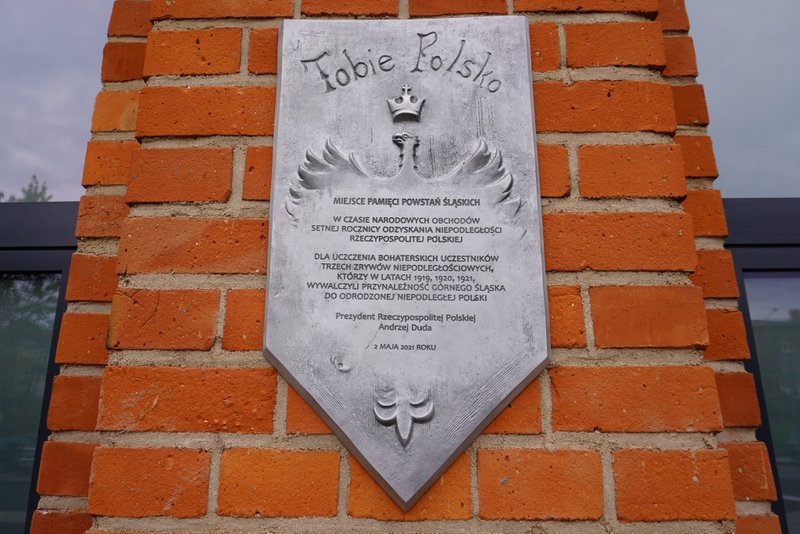 Tobie Polsko
MIEJSCE PAMIĘCI POWSTAŃ ŚLĄSKICH
W CZASIE NARODOWYCH OBCHODÓW
SETNEJ ROCZNICY ODZYSKANIA NIEPODLEGŁOŚCI
RZECZYPOSPOLITEJ POLSKIEJ
DLA UCZCZENIA BOHATERSKICH UCZESTNIKÓW
TRZECH ZRYWÓW NIEPODLEGŁOŚCIOWYCH,
KTÓRZY W LATACH 1919, 1920, 1921,
WYWALCZYLI PRZYNALEŻNOŚĆ GÓRNEGO ŚLĄSKA
DO ODRODZONEJ NIEPODLEGŁEJ POLSKI
Prezydent Rzeczypospolitej Polskiej
Andrzej Duda
2 MAJA 2021 ROKU